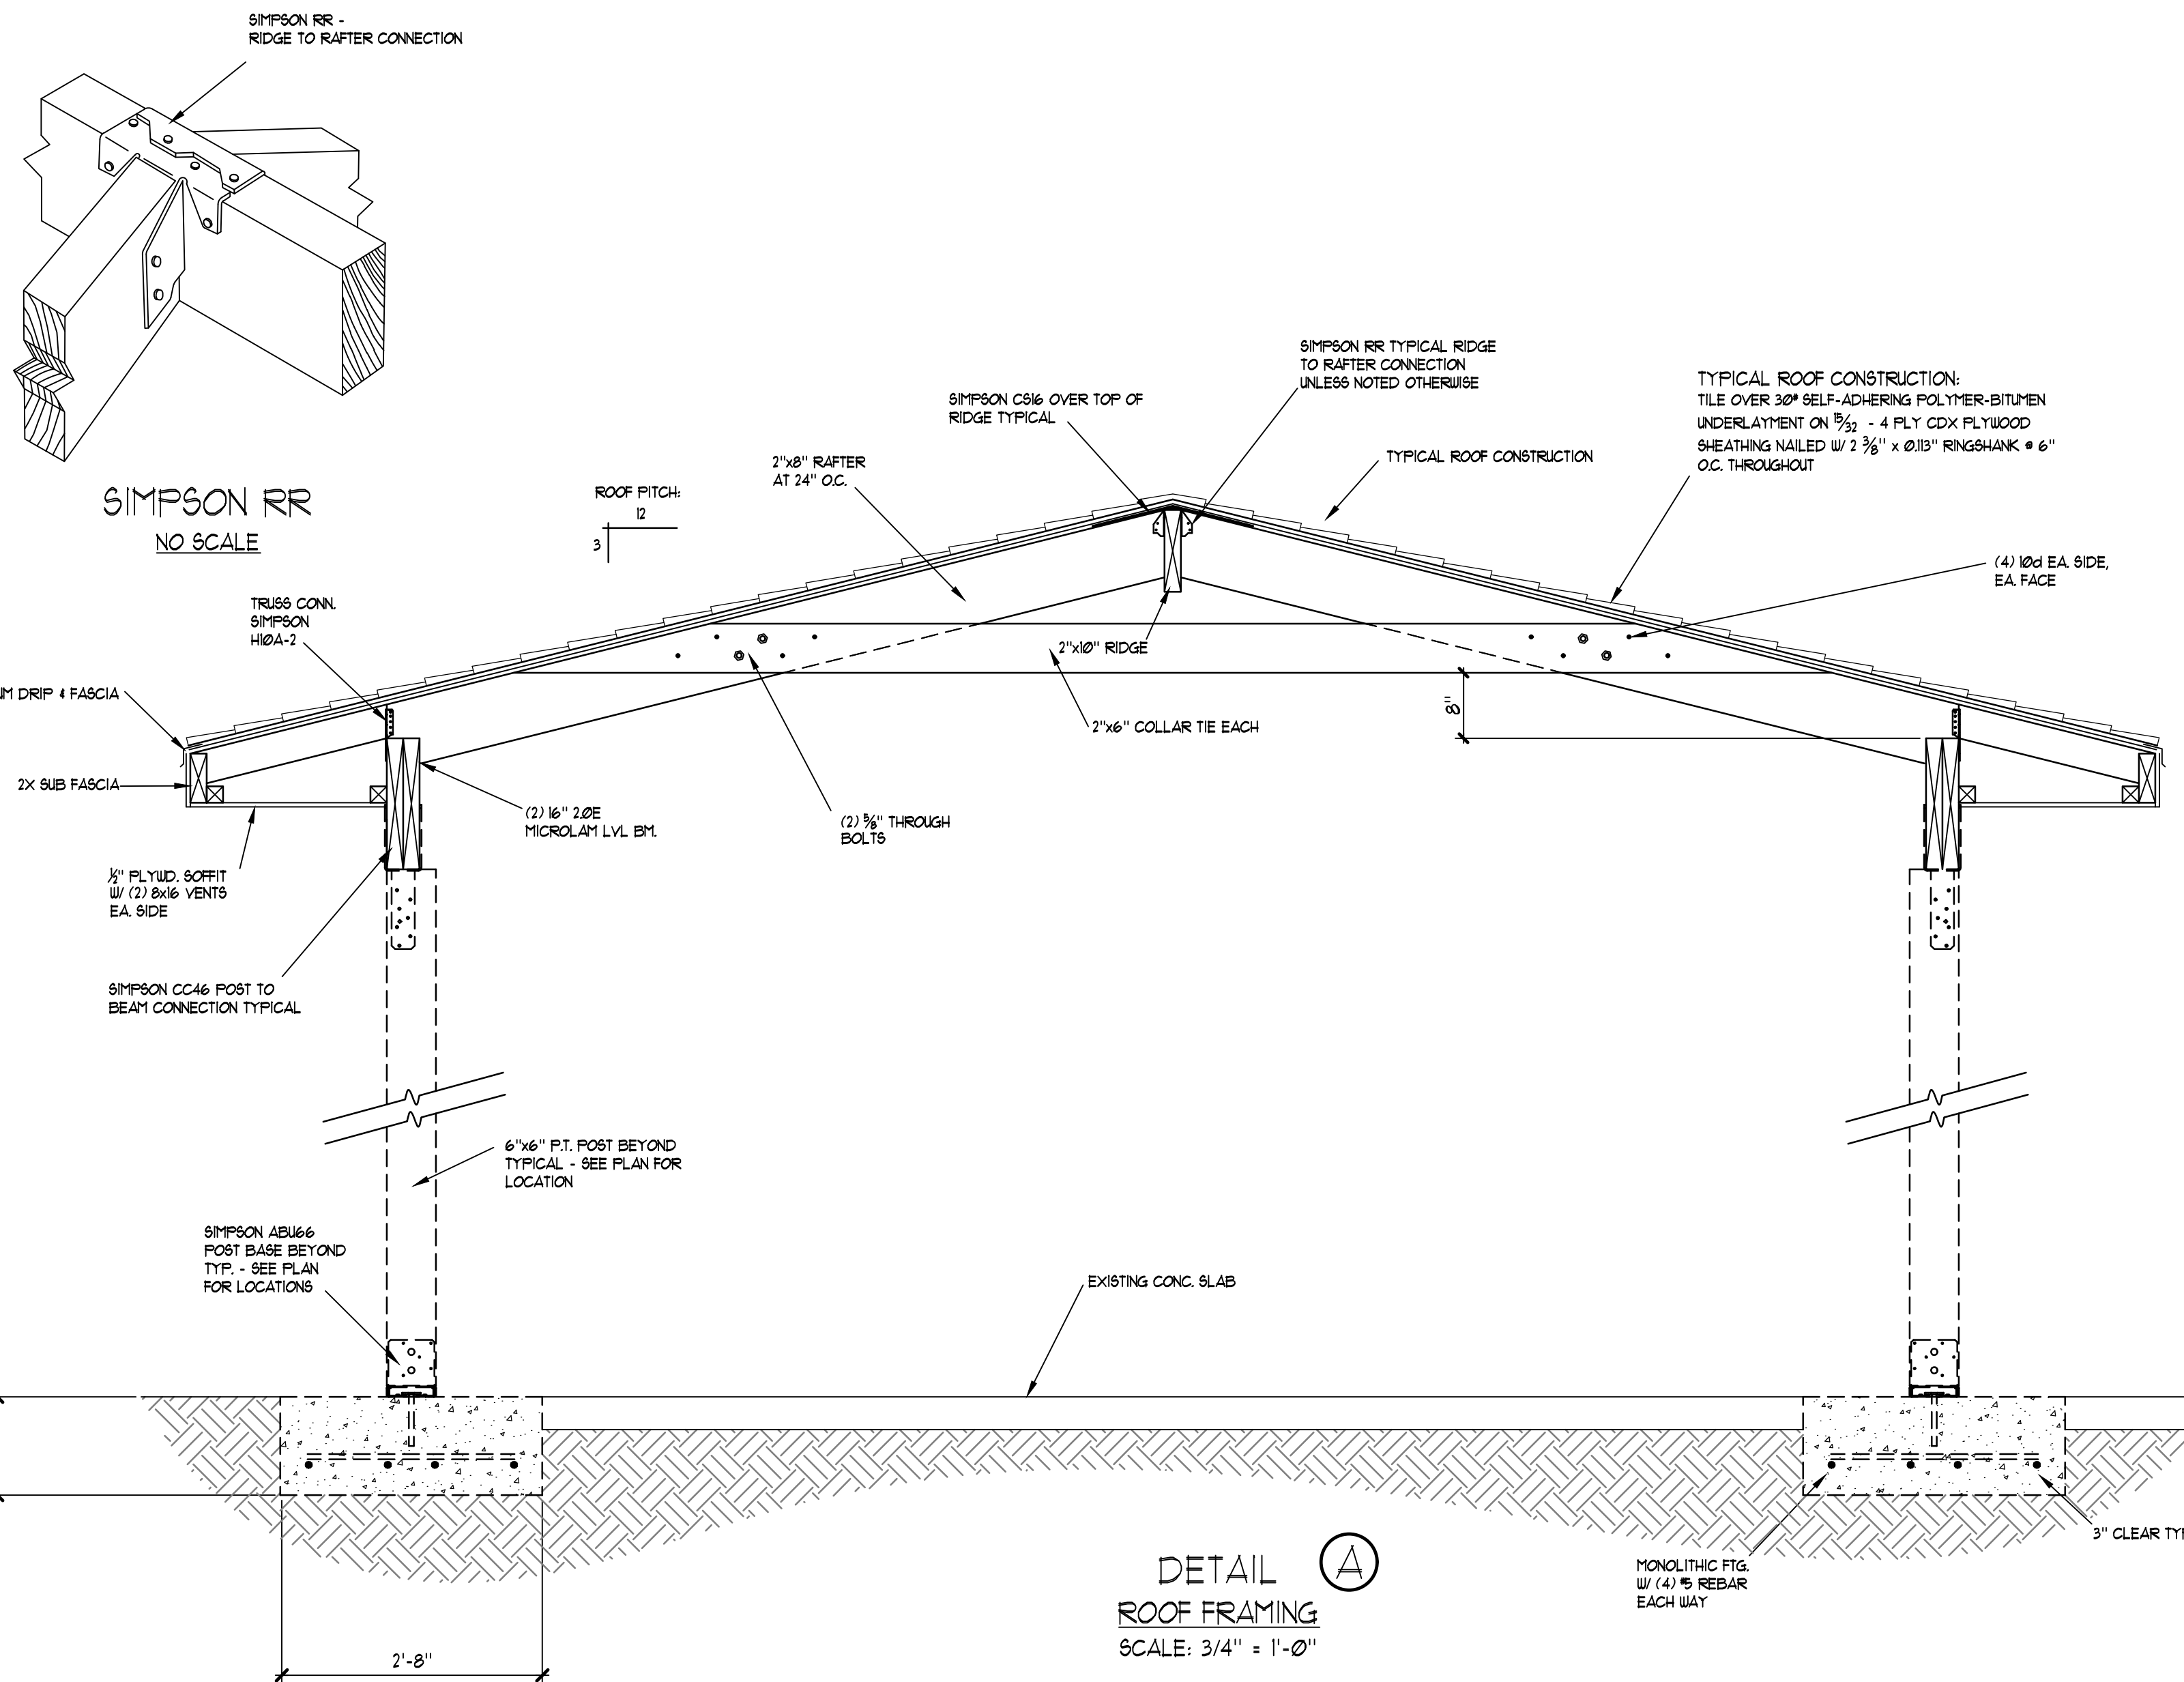 SIMPSON RR -
RIDGE TO RAFTER CONNECTION
SIMPSON RR
NO SCALE
SIMPSON RR TYPICAL RIDGE
TO RAFTER CONNECTION
UNLESS NOTED OTHERWISE
SIMPSON CS16 OVER TOP OF
RIDGE TYPICAL
TYPICAL ROOF CONSTRUCTION:
TILE OVER 30# SELF-ADHERING POLYMER-BITUMEN
UNDERLAYMENT ON 15/32 - 4 PLY CDX PLYWOOD
SHEATHING NAILED W/ 2 3/8" x 0.113" RINGSHANK @ 6"
O.C. THROUGHOUT
TYPICAL ROOF CONSTRUCTION
2"x8" RAFTER
AT 24" O.C.
ROOF PITCH:
12
3
(4) 10d EA. SIDE,
EA. FACE
TRUSS CONN.
SIMPSON
H10A-2
2"x10" RIDGE
UM DRIP & FASCIA
8"
2"x6" COLLAR TIE EACH
2X SUB FASCIA
(2) 16" 2.0E
MICROLAM LVL BM.
(2) 5/8" THROUGH
BOLTS
1/2" PLYWD. SOFFIT
W/ (2) 8x16 VENTS
EA. SIDE
SIMPSON CC46 POST TO
BEAM CONNECTION TYPICAL
6"x6" P.T. POST BEYOND
TYPICAL - SEE PLAN FOR
LOCATION
SIMPSON ABU66
POST BASE BEYOND
TYP. - SEE PLAN
FOR LOCATIONS
EXISTING CONC. SLAB
3" CLEAR TYP
MONOLITHIC FTG.
W/ (4) #5 REBAR
EACH WAY
DETAIL A
ROOF FRAMING
SCALE: 3/4" = 1'-0"
2'-8"